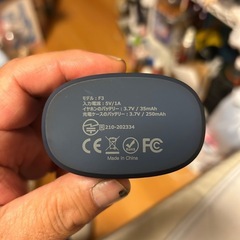 モデル : F2
入力電流 : 5V/1A
イヤホンのバッテリー : 3.7V / 35mAh
充電ケースのバッテリー : 3.7V / 250mAh
R 210-202334
CE FC
Made In China